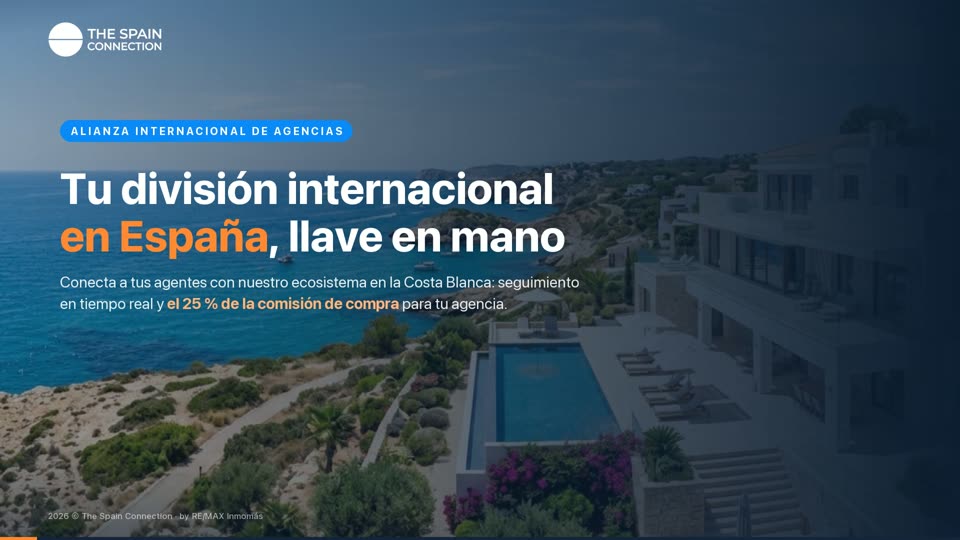 THE SPAIN
CONNECTION
ALIANZA INTERNACIONAL DE AGENCIAS
Tu división internacional
en España, llave en mano
Conecta a tus agentes con nuestro ecosistema en la Costa Blanca: seguimiento
en tiempo real y el 25 % de la comisión de compra para tu agencia.
2026 © The Spain Connection · by RE/MAX Inmomás